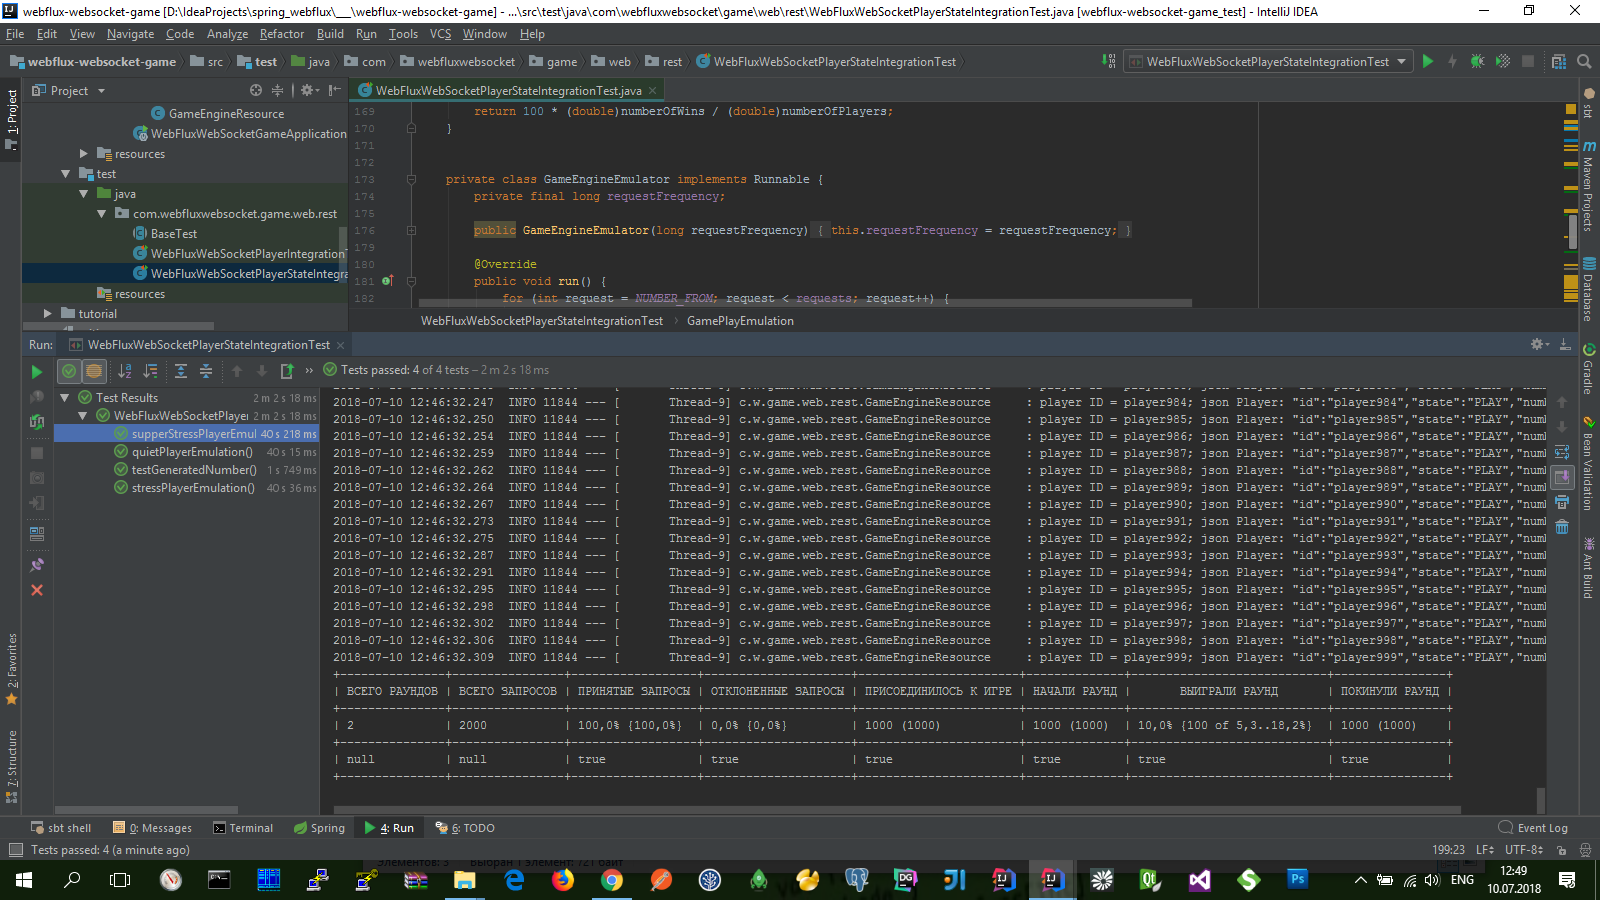 webflux-websocket-game [D:\IdeaProjects\spring_webflux\___\webflux-websocket-game] - ...\src\test\java\com\webfluxwebsocket\game\web\rest\WebFluxWebSocketPlayerStateIntegrationTest.java [webflux-websocket-game_test] - IntelliJ IDEA
File Edit View Navigate Code Analyze Refactor Build Run Tools VCS Window Help
webflux-websocket-game src test java com webfluxwebsocket game web rest WebFluxWebSocketPlayerStateIntegrationTest WebFluxWebSocketPlayerStateIntegrationTest
1: Project
Project
WebFluxWebSocketPlayerStateIntegrationTest.java
GameEngineResource
WebFluxWebSocketGameApplication
resources
test
java
com.webfluxwebsocket.game.web.rest
BaseTest
WebFluxWebSocketPlayerIntegrationT
WebFluxWebSocketPlayerStateIntegra
resources
tutorial
169 return 100 * (double)numberOfWins / (double)numberOfPlayers;
170 }
171
172
173 private class GameEngineEmulator implements Runnable {
174 private final long requestFrequency;
175
176 public GameEngineEmulator(long requestFrequency) { this.requestFrequency = requestFrequency; }
179
180 @Override
181 public void run() {
182 for (int request = NUMBER_FROM; request < requests; request++) {
WebFluxWebSocketPlayerStateIntegrationTest GamePlayEmulation
sbt
Maven Projects
Database
Gradle
Bean Validation
Ant Build
Run: WebFluxWebSocketPlayerStateIntegrationTest
Tests passed: 4 of 4 tests – 2 m 2 s 18 ms
Test Results 2 m 2 s 18 ms
WebFluxWebSocketPlayer 2 m 2 s 18 ms
supperStressPlayerEmul 40 s 218 ms
quietPlayerEmulation() 40 s 15 ms
testGeneratedNumber() 1 s 749 ms
stressPlayerEmulation() 40 s 36 ms
2018-07-10 12:46:32.247 INFO 11844 --- [ Thread-9] c.w.game.web.rest.GameEngineResource : player ID = player984; json Player: "id":"player984","state":"PLAY","num
2018-07-10 12:46:32.250 INFO 11844 --- [ Thread-9] c.w.game.web.rest.GameEngineResource : player ID = player985; json Player: "id":"player985","state":"PLAY","num
2018-07-10 12:46:32.254 INFO 11844 --- [ Thread-9] c.w.game.web.rest.GameEngineResource : player ID = player986; json Player: "id":"player986","state":"PLAY","num
2018-07-10 12:46:32.259 INFO 11844 --- [ Thread-9] c.w.game.web.rest.GameEngineResource : player ID = player987; json Player: "id":"player987","state":"PLAY","num
2018-07-10 12:46:32.262 INFO 11844 --- [ Thread-9] c.w.game.web.rest.GameEngineResource : player ID = player988; json Player: "id":"player988","state":"PLAY","num
2018-07-10 12:46:32.264 INFO 11844 --- [ Thread-9] c.w.game.web.rest.GameEngineResource : player ID = player989; json Player: "id":"player989","state":"PLAY","num
2018-07-10 12:46:32.267 INFO 11844 --- [ Thread-9] c.w.game.web.rest.GameEngineResource : player ID = player990; json Player: "id":"player990","state":"PLAY","num
2018-07-10 12:46:32.273 INFO 11844 --- [ Thread-9] c.w.game.web.rest.GameEngineResource : player ID = player991; json Player: "id":"player991","state":"PLAY","num
2018-07-10 12:46:32.275 INFO 11844 --- [ Thread-9] c.w.game.web.rest.GameEngineResource : player ID = player992; json Player: "id":"player992","state":"PLAY","num
2018-07-10 12:46:32.287 INFO 11844 --- [ Thread-9] c.w.game.web.rest.GameEngineResource : player ID = player993; json Player: "id":"player993","state":"PLAY","num
2018-07-10 12:46:32.291 INFO 11844 --- [ Thread-9] c.w.game.web.rest.GameEngineResource : player ID = player994; json Player: "id":"player994","state":"PLAY","num
2018-07-10 12:46:32.295 INFO 11844 --- [ Thread-9] c.w.game.web.rest.GameEngineResource : player ID = player995; json Player: "id":"player995","state":"PLAY","num
2018-07-10 12:46:32.298 INFO 11844 --- [ Thread-9] c.w.game.web.rest.GameEngineResource : player ID = player996; json Player: "id":"player996","state":"PLAY","num
2018-07-10 12:46:32.302 INFO 11844 --- [ Thread-9] c.w.game.web.rest.GameEngineResource : player ID = player997; json Player: "id":"player997","state":"PLAY","num
2018-07-10 12:46:32.306 INFO 11844 --- [ Thread-9] c.w.game.web.rest.GameEngineResource : player ID = player998; json Player: "id":"player998","state":"PLAY","num
2018-07-10 12:46:32.309 INFO 11844 --- [ Thread-9] c.w.game.web.rest.GameEngineResource : player ID = player999; json Player: "id":"player999","state":"PLAY","num
| ВСЕГО РАУНДОВ | ВСЕГО ЗАПРОСОВ | ПРИНЯТЫЕ ЗАПРОСЫ | ОТКЛОНЕННЫЕ ЗАПРОСЫ | ПРИСОЕДИНИЛОСЬ К ИГРЕ | НАЧАЛИ РАУНД | ВЫИГРАЛИ РАУНД | ПОКИНУЛИ РАУНД |
| 2 | 2000 | 100,0% {100,0%} | 0,0% {0,0%} | 1000 (1000) | 1000 (1000) | 10,0% {100 of 5,3..18,2%} | 1000 (1000) |
| null | null | true | true | true | true | true | true |
2: Favorites
7: Structure
sbt shell 0: Messages Terminal Spring 4: Run 6: TODO Event Log
Tests passed: 4 (a minute ago) 199:23 LF UTF-8
Элементов: 3 Выбран 1 элемент: 721 байт
ENG 12:49
10.07.2018